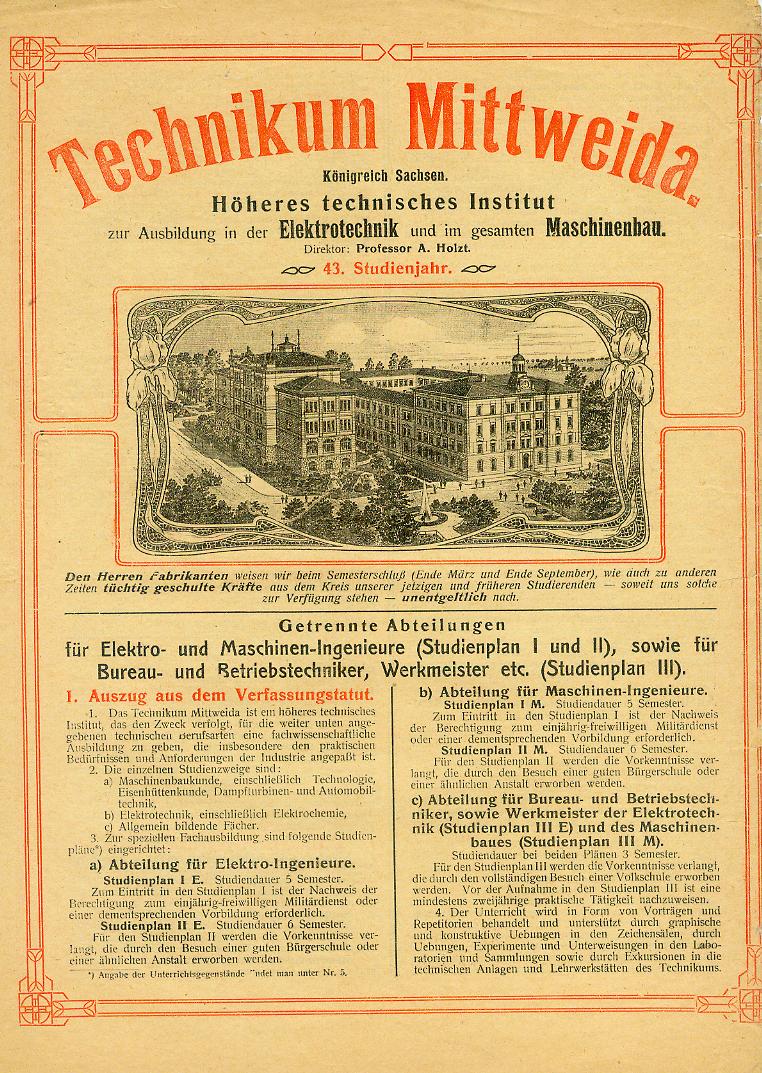 Technikum Mittweida.
Königreich Sachsen.
Höheres technisches Institut
zur Ausbildung in der Elektrotechnik und im gesamten Maschinenbau.
Direktor: Professor A. Holzt.
43. Studienjahr.
Den Herren Fabrikanten weisen wir beim Semesterschluß (Ende März und Ende September), wie auch zu anderen
Zeiten tüchtig geschulte Kräfte aus dem Kreis unserer jetzigen und früheren Studierenden — soweit uns solche
zur Verfügung stehen — unentgeltlich nach.
Getrennte Abteilungen
für Elektro- und Maschinen-Ingenieure (Studienplan I und II), sowie für
Bureau- und Betriebstechniker, Werkmeister etc. (Studienplan III).
I. Auszug aus dem Verfassungstatut.
1. Das Technikum Mittweida ist ein höheres technisches
Institut, das den Zweck verfolgt, für die weiter unten ange-
gebenen technischen Berufsarten eine fachwissenschaftliche
Ausbildung zu geben, die insbesondere den praktischen
Bedürfnissen und Anforderungen der Industrie angepaßt ist.
2. Die einzelnen Studienzweige sind:
a) Maschinenbaukunde, einschließlich Technologie,
Eisenhüttenkunde, Dampfturbinen- und Automobil-
technik,
b) Elektrotechnik, einschließlich Elektrochemie,
c) Allgemein bildende Fächer.
3. Zur speziellen Fachausbildung sind folgende Studien-
pläne*) eingerichtet:
a) Abteilung für Elektro-Ingenieure.
Studienplan I E. Studiendauer 5 Semester.
Zum Eintritt in den Studienplan I ist der Nachweis der
Berechtigung zum einjährig-freiwilligen Militärdienst oder
einer dementsprechenden Vorbildung erforderlich.
Studienplan II E. Studiendauer 6 Semester.
Für den Studienplan II werden die Vorkenntnisse ver-
langt, die durch den Besuch einer guten Bürgerschule oder
einer ähnlichen Anstalt erworben werden.
*) Angabe der Unterrichtsgegenstände findet man unter Nr. 5.
b) Abteilung für Maschinen-Ingenieure.
Studienplan I M. Studiendauer 5 Semester.
Zum Eintritt in den Studienplan I ist der Nachweis
der Berechtigung zum einjährig-freiwilligen Militärdienst
oder einer dementsprechenden Vorbildung erforderlich.
Studienplan II M. Studiendauer 6 Semester.
Für den Studienplan II werden die Vorkenntnisse ver-
langt, die durch den Besuch einer guten Bürgerschule oder
einer ähnlichen Anstalt erworben werden.
c) Abteilung für Bureau- und Betriebstech-
niker, sowie Werkmeister der Elektrotech-
nik (Studienplan III E) und des Maschinen-
baues (Studienplan III M).
Studiendauer bei beiden Plänen 3 Semester.
Für den Studienplan III werden die Vorkenntnisse verlangt,
die durch den vollständigen Besuch einer Volkschule erworben
werden. Vor der Aufnahme in den Studienplan III ist eine
mindestens zweijährige praktische Tätigkeit nachzuweisen.
4. Der Unterricht wird in Form von Vorträgen und
Repetitorien behandelt und unterstützt durch graphische
und konstruktive Uebungen in den Zeichensälen, durch
Uebungen, Experimente und Unterweisungen in den Labo-
ratorien und Sammlungen sowie durch Exkursionen in die
technischen Anlagen und Lehrwerkstätten des Technikums.